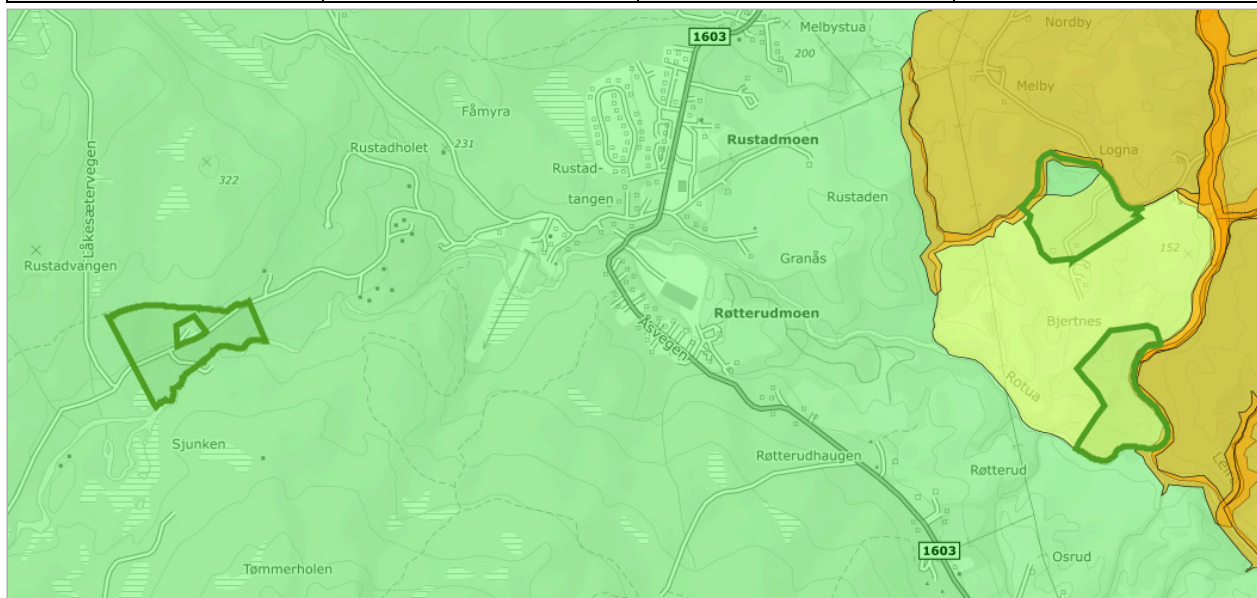 1603
Melbystua
200
Nordby
Melby
Fåmyra
Rustadmoen
Logna
231
Rustadholet
322
Rustad-
tangen
Rustaden
Låkesætervegen
Rustadvangen
Granås
152
Røtterudmoen
Bjertnes
Åsvegen
Rotua
Sjunken
Røtterudhaugen
Røtterud
1603
Osrud
Tømmerholen